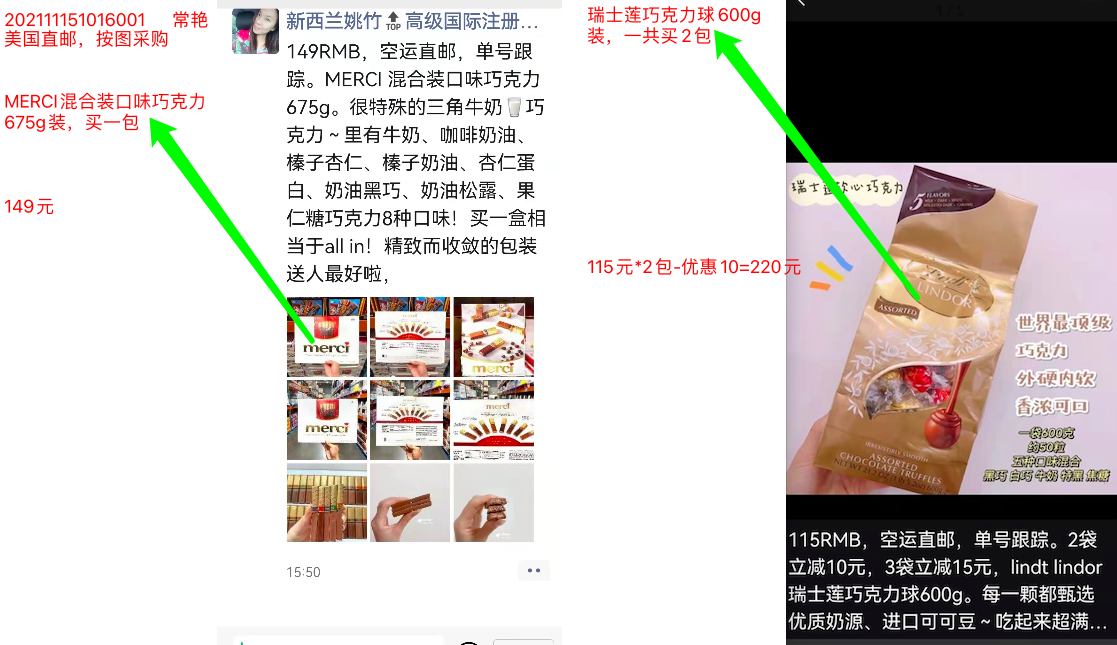 202111151016001 常艳
美国直邮，按图采购
MERCI混合装口味巧克力
675g装，买一包
149元
新西兰姚竹 TOP 高级国际注册...
149RMB，空运直邮，单号跟
踪。MERCI 混合装口味巧克力
675g。很特殊的三角牛奶🥛巧
克力~里有牛奶、咖啡奶油、
榛子杏仁、榛子奶油、杏仁蛋
白、奶油黑巧、奶油松露、果
仁糖巧克力8种口味！买一盒相
当于all in！精致而收敛的包装
送人最好啦，
merci
merci
merci
merci
15:50
瑞士莲巧克力球600g
装，一共买2包
115元*2包-优惠10=220元
1/1
瑞士莲软心巧克力
5 FLAVORS
Lindt
LINDOR
ASSORTED
世界最顶级
巧克力
外硬内软
香浓可口
一袋600克
约50粒
五种口味混合
黑巧 白巧 牛奶 特黑 焦糖
IRRESISTIBLY SMOOTH
ASSORTED
CHOCOLATE TRUFFLES
115RMB，空运直邮，单号跟踪。2袋
立减10元，3袋立减15元，lindt lindor
瑞士莲巧克力球600g。每一颗都甄选
优质奶源、进口可可豆~吃起来超满...